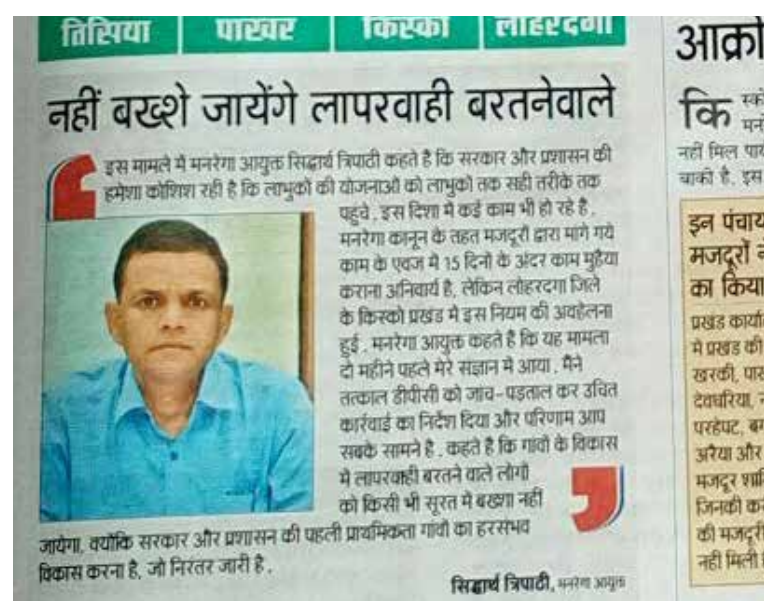 तिसिया
पाखर
किस्को
लोहरदगा
नहीं बख्शे जायेंगे लापरवाही बरतनेवाले
इस मामले में मनरेगा आयुक्त सिद्धार्थ त्रिपाठी कहते है कि सरकार और प्रशासन की
हमेशा कोशिश रही है कि लाभुकों की योजनाओं को लाभुकों तक सही तरीके तक
पहुंचे . इस दिशा में कई काम भी हो रहे है .
मनरेगा कानून के तहत मजदूरों द्वारा मांगे गये
काम के एवज में 15 दिनों के अंदर काम मुहैया
कराना अनिवार्य है, लेकिन लोहरदगा जिले
के किस्को प्रखंड में इस नियम की अवहेलना
हुई . मनरेगा आयुक्त कहते है कि यह मामला
दो महीने पहले मेरे संज्ञान में आया . मैंने
तत्काल डीपीसी को जांच-पड़ताल कर उचित
कार्रवाई का निर्देश दिया और परिणाम आप
सबके सामने है . कहते है कि गांवों के विकास
में लापरवाही बरतने वाले लोगों
को किसी भी सूरत में बख्शा नहीं
जायेगा, क्योंकि सरकार और प्रशासन की पहली प्राथमिकता गांवों का हरसंभव
विकास करना है, जो निरंतर जारी है .
सिद्धार्थ त्रिपाठी, मनरेगा आयुक्त
आक्रो
कि
नहीं मिल पा
बाकी है. इस
इन पंचाय
मजदूरों ने
का किया
प्रखंड कार्या
में प्रखंड की
खरकी, पाख
देवघरिया,
परहेपट, ब
अरैया और
मजदूर शा
जिनकी क
की मजदूरी
नहीं मिली